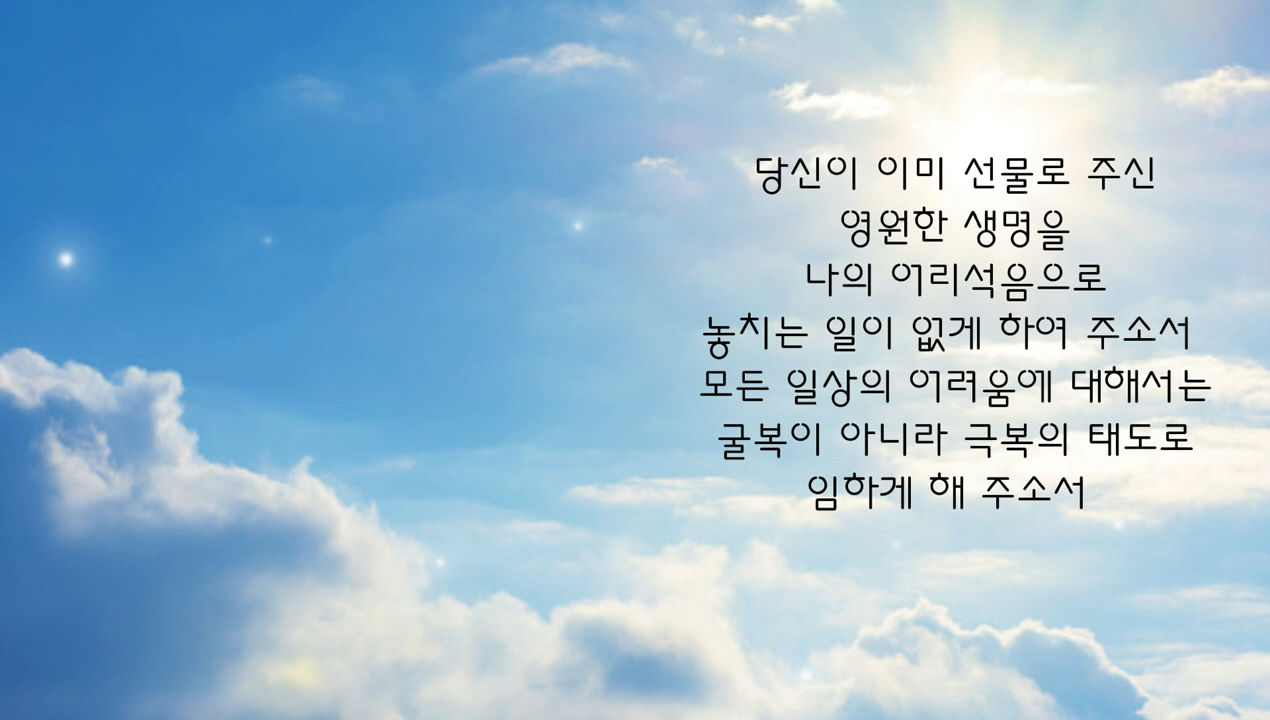 당신이 이미 선물로 주신
영원한 생명을
나의 어리석음으로
놓치는 일이 없게 하여 주소서
모든 일상의 어려움에 대해서는
굴복이 아니라 극복의 태도로
임하게 해 주소서